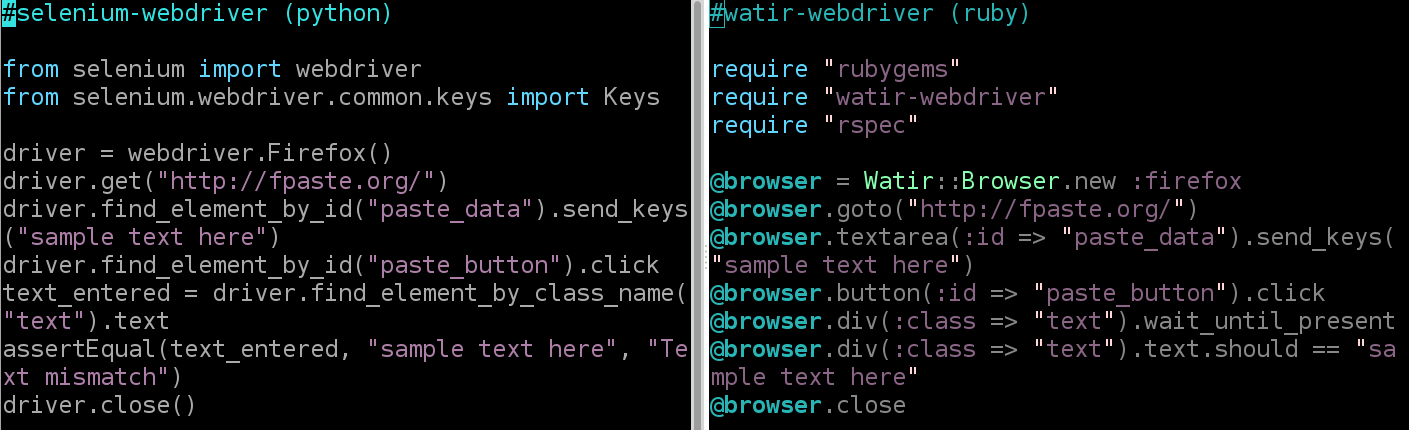 #selenium-webdriver (python)
from selenium import webdriver
from selenium.webdriver.common.keys import Keys
driver = webdriver.Firefox()
driver.get("http://fpaste.org/")
driver.find_element_by_id("paste_data").send_keys
("sample text here")
driver.find_element_by_id("paste_button").click
text_entered = driver.find_element_by_class_name(
"text").text
assertEqual(text_entered, "sample text here", "Te
xt mismatch")
driver.close()
#watir-webdriver (ruby)
require "rubygems"
require "watir-webdriver"
require "rspec"
@browser = Watir::Browser.new :firefox
@browser.goto("http://fpaste.org/")
@browser.textarea(:id => "paste_data").send_keys(
"sample text here")
@browser.button(:id => "paste_button").click
@browser.div(:class => "text").wait_until_present
@browser.div(:class => "text").text.should == "sa
mple text here"
@browser.close